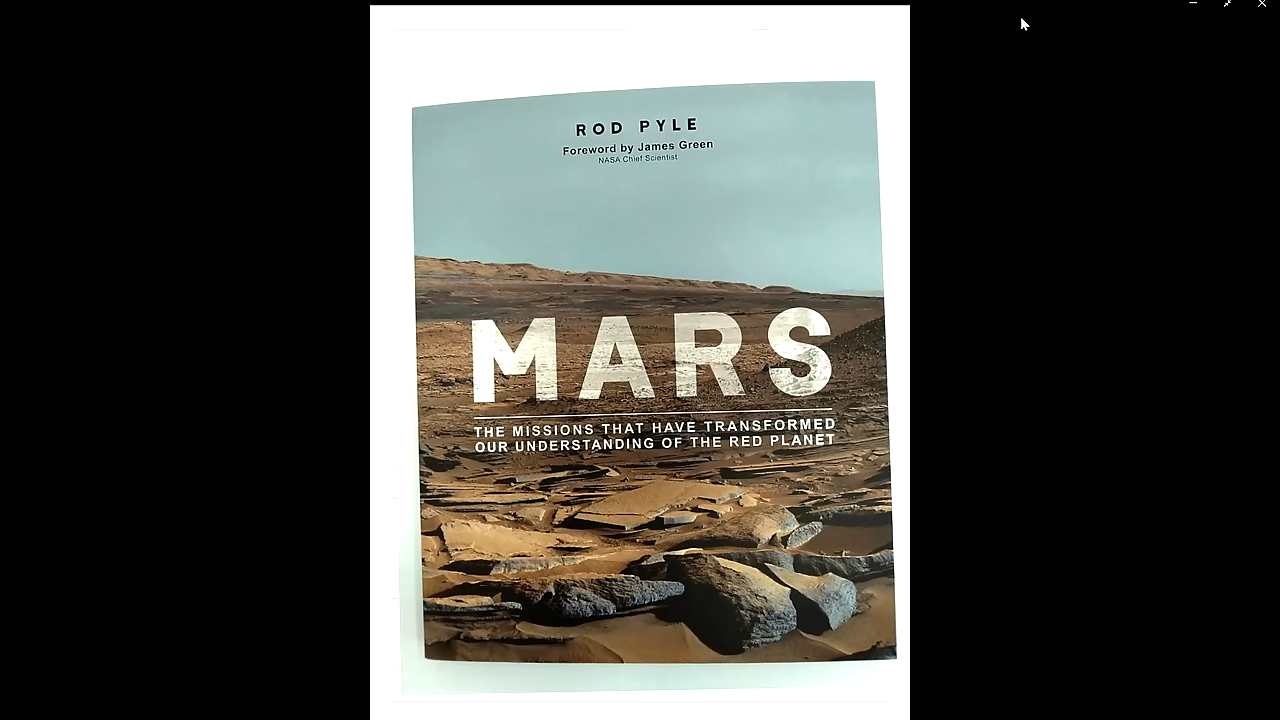 ROD PYLE
Foreword by James Green
NASA Chief Scientist
MARS
THE MISSIONS THAT HAVE TRANSFORMED
OUR UNDERSTANDING OF THE RED PLANET